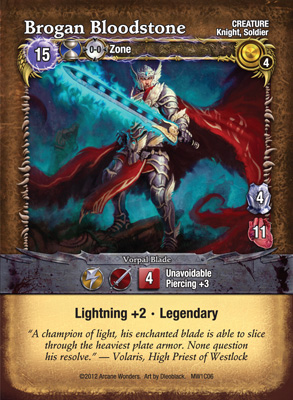 Brogan Bloodstone
CREATURE
Knight, Soldier
15
0-0 Zone
4
4
11
Vorpal Blade
4
Unavoidable
Piercing +3
Lightning +2 • Legendary
“A champion of light, his enchanted blade is able to slice
through the heaviest plate armor. None question
his resolve.” — Volaris, High Priest of Westlock
©2012 Arcane Wonders. Art by Dleoblack. MW1C06